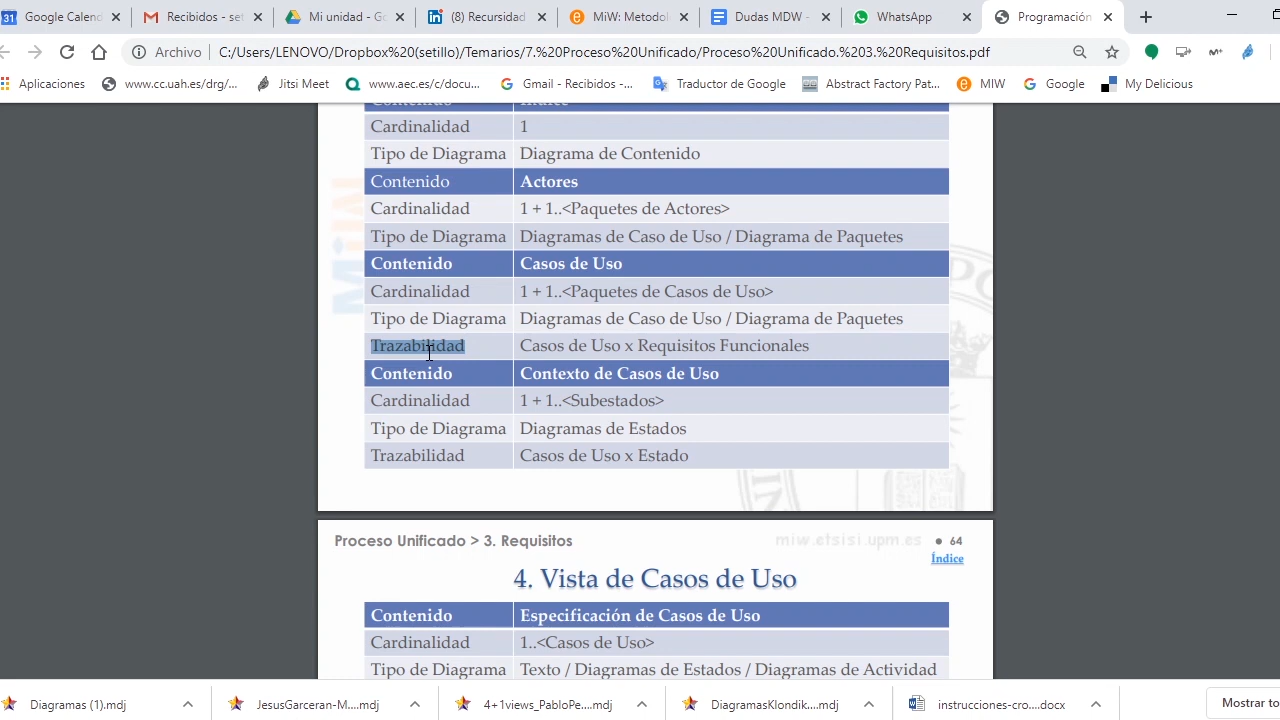 Google Calend
Recibidos - set
Mi unidad - Go
(8) Recursidad
MiW: Metodol
Dudas MDW -
WhatsApp
Programación
Archivo
C:/Users/LENOVO/Dropbox%20(setillo)/Temarios/7.%20Proceso%20Unificado/Proceso%20Unificado.%203.%20Requisitos.pdf
Aplicaciones
www.cc.uah.es/drg/...
Jitsi Meet
www.aec.es/c/docu...
Gmail - Recibidos -...
Traductor de Google
Abstract Factory Pat...
MIW
Google
My Delicious
Contenido Índice
Cardinalidad 1
Tipo de Diagrama Diagrama de Contenido
Contenido Actores
Cardinalidad 1 + 1..<Paquetes de Actores>
Tipo de Diagrama Diagramas de Caso de Uso / Diagrama de Paquetes
Contenido Casos de Uso
Cardinalidad 1 + 1..<Paquetes de Casos de Uso>
Tipo de Diagrama Diagramas de Caso de Uso / Diagrama de Paquetes
Trazabilidad Casos de Uso x Requisitos Funcionales
Contenido Contexto de Casos de Uso
Cardinalidad 1 + 1..<Subestados>
Tipo de Diagrama Diagramas de Estados
Trazabilidad Casos de Uso x Estado
Proceso Unificado > 3. Requisitos
miw.etsisi.upm.es
● 64
Índice
4. Vista de Casos de Uso
Contenido Especificación de Casos de Uso
Cardinalidad 1..<Casos de Uso>
Tipo de Diagrama Texto / Diagramas de Estados / Diagramas de Actividad
Diagramas (1).mdj
JesusGarceran-M....mdj
4+1views_PabloPe....mdj
DiagramasKlondik....mdj
instrucciones-cro....docx
Mostrar to